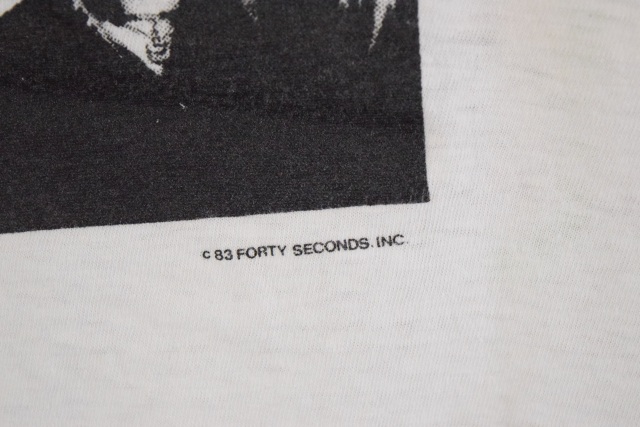 c 83 FORTY SECONDS. INC.